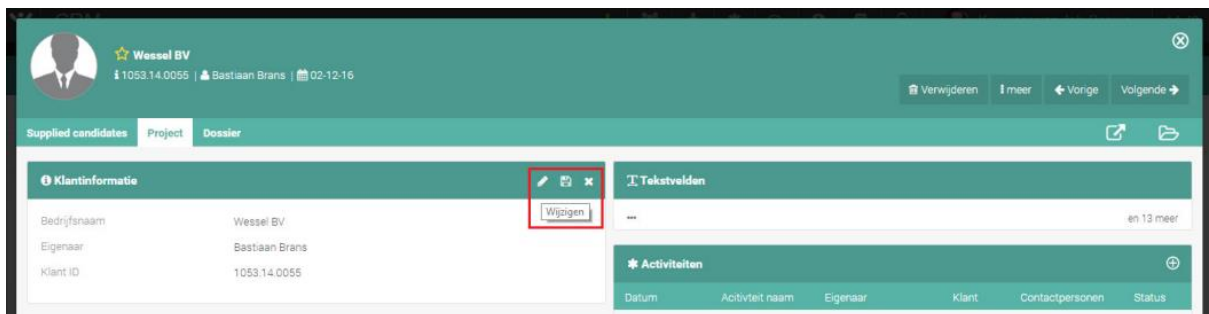 CRM
Wessel BV
1053.14.0055 | Bastiaan Brans | 02-12-16
Verwijderen meer Vorige Volgende
Supplied candidates Project Dossier
Klantinformatie
Wijzigen
Bedrijfsnaam Wessel BV
Eigenaar Bastiaan Brans
Klant ID 1053.14.0055
Tekstvelden
... en 13 meer
Activiteiten
Datum Acitivteit naam Eigenaar Klant Contactpersonen Status